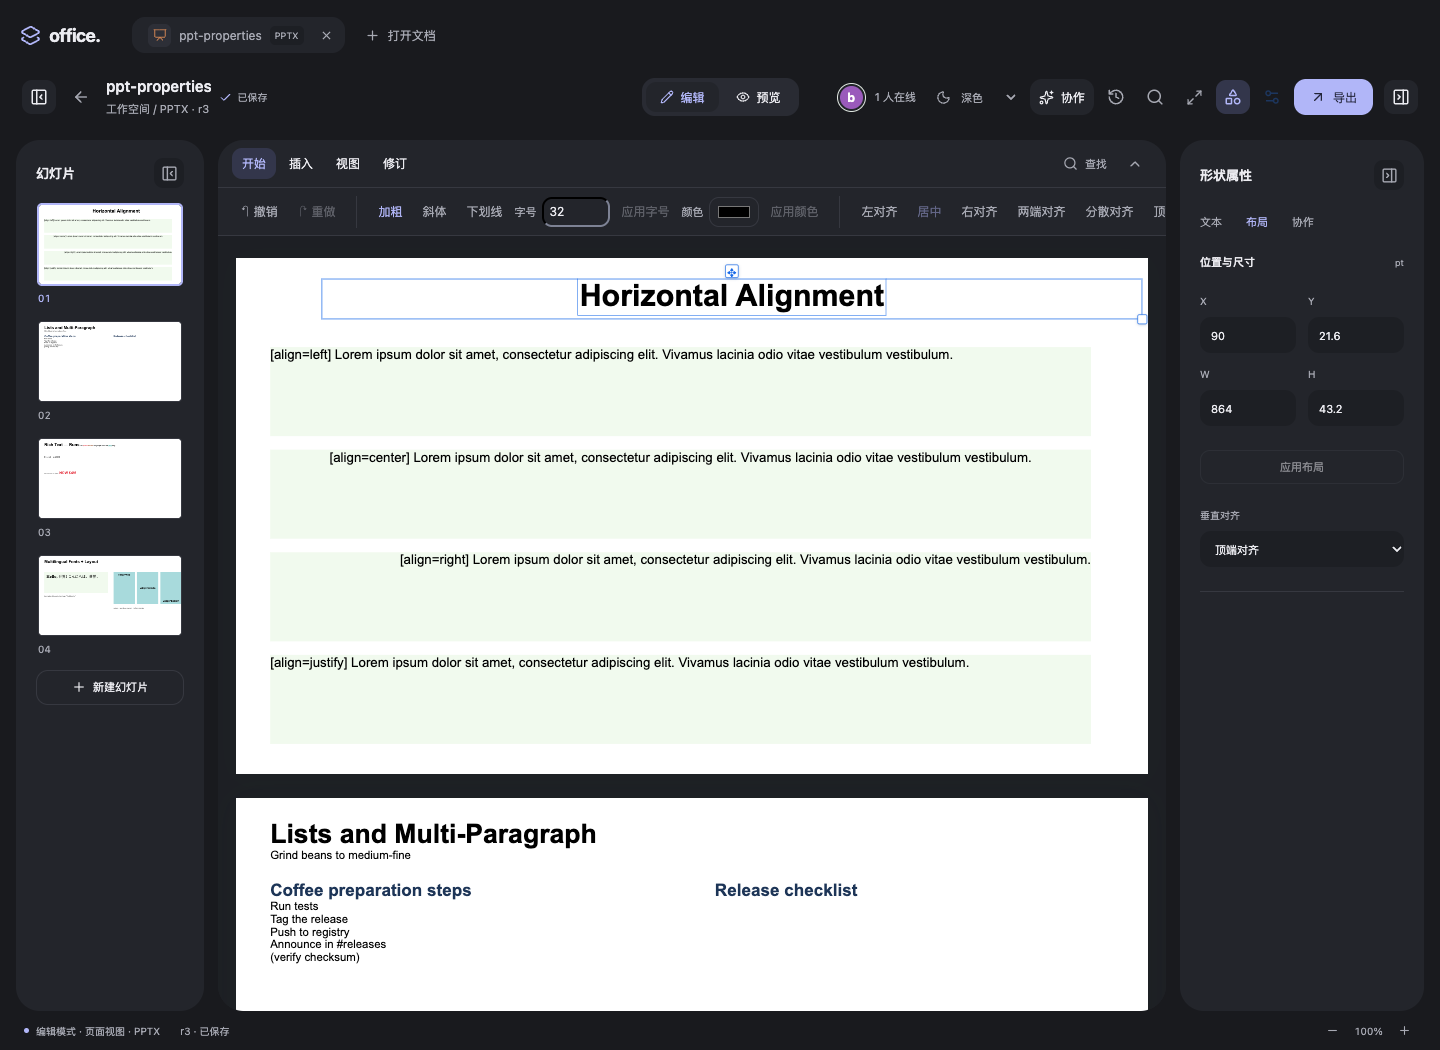 office.
ppt-properties PPTX
打开文档
ppt-properties
已保存
工作空间 / PPTX · r3
编辑
预览
b
1 人在线
深色
协作
导出
幻灯片
Horizontal Alignment
01
Lists and Multi-Paragraph
02
Rich Text
03
Multilingual Fonts + Layout
04
新建幻灯片
开始 插入 视图 修订
查找
撤销 重做 加粗 斜体 下划线 字号 32 应用字号 颜色 应用颜色 左对齐 居中 右对齐 两端对齐 分散对齐 顶
Horizontal Alignment
[align=left] Lorem ipsum dolor sit amet, consectetur adipiscing elit. Vivamus lacinia odio vitae vestibulum vestibulum.
[align=center] Lorem ipsum dolor sit amet, consectetur adipiscing elit. Vivamus lacinia odio vitae vestibulum vestibulum.
[align=right] Lorem ipsum dolor sit amet, consectetur adipiscing elit. Vivamus lacinia odio vitae vestibulum vestibulum.
[align=justify] Lorem ipsum dolor sit amet, consectetur adipiscing elit. Vivamus lacinia odio vitae vestibulum vestibulum.
Lists and Multi-Paragraph
Grind beans to medium-fine
Coffee preparation steps
Run tests
Tag the release
Push to registry
Announce in #releases
(verify checksum)
Release checklist
形状属性
文本 布局 协作
位置与尺寸 pt
X Y
90 21.6
W H
864 43.2
应用布局
垂直对齐
顶端对齐
编辑模式 · 页面视图 · PPTX r3 · 已保存
100%